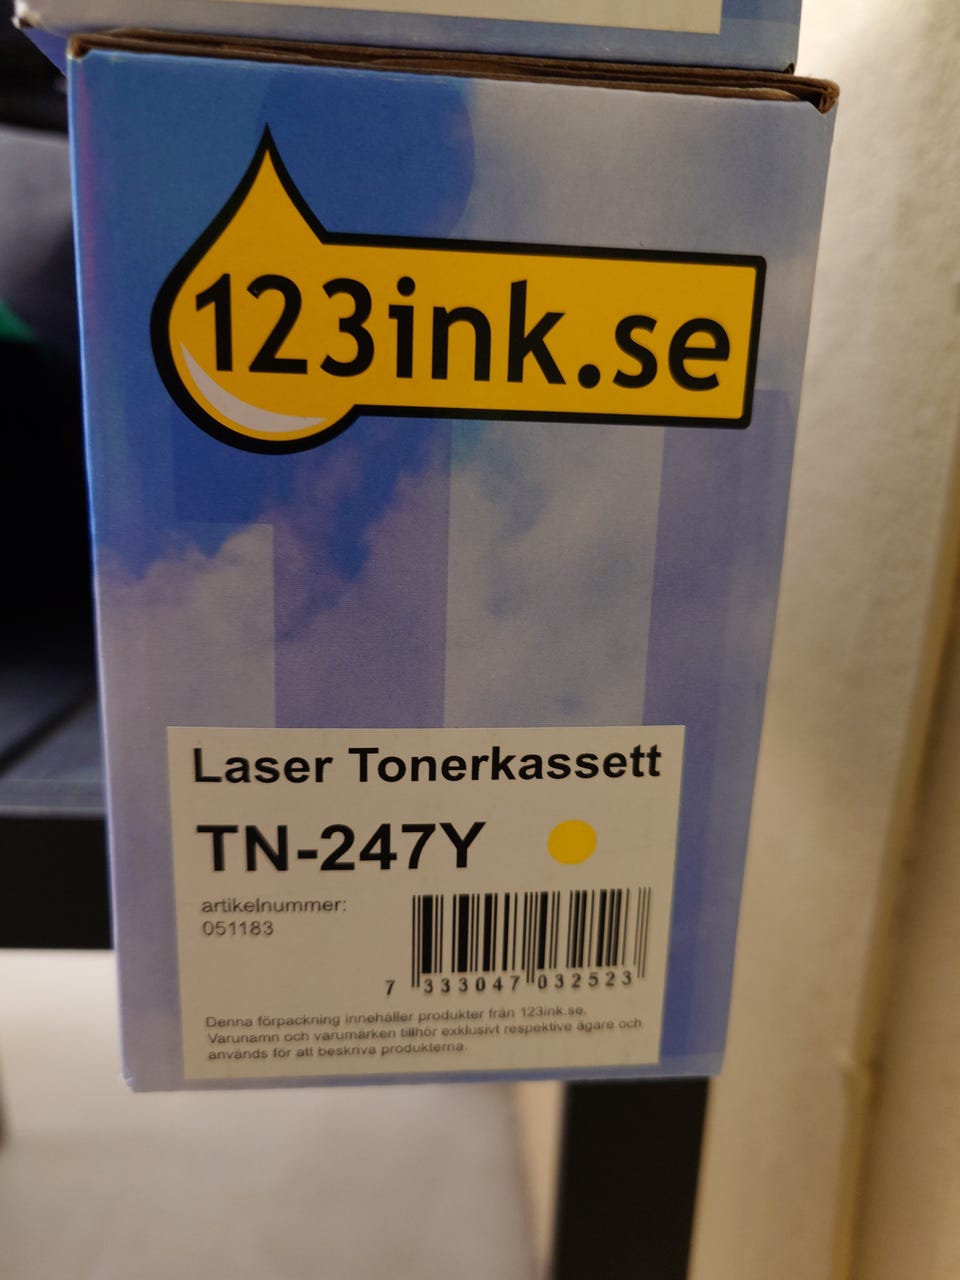 123ink.se
Laser Tonerkassett
TN-247Y
artikelnummer:
051183
7 333047 032523
Denna förpackning innehåller produkter från 123ink.se.
Varunamn och varumärken tillhör exklusivt respektive ägare och
används för att beskriva produkterna.